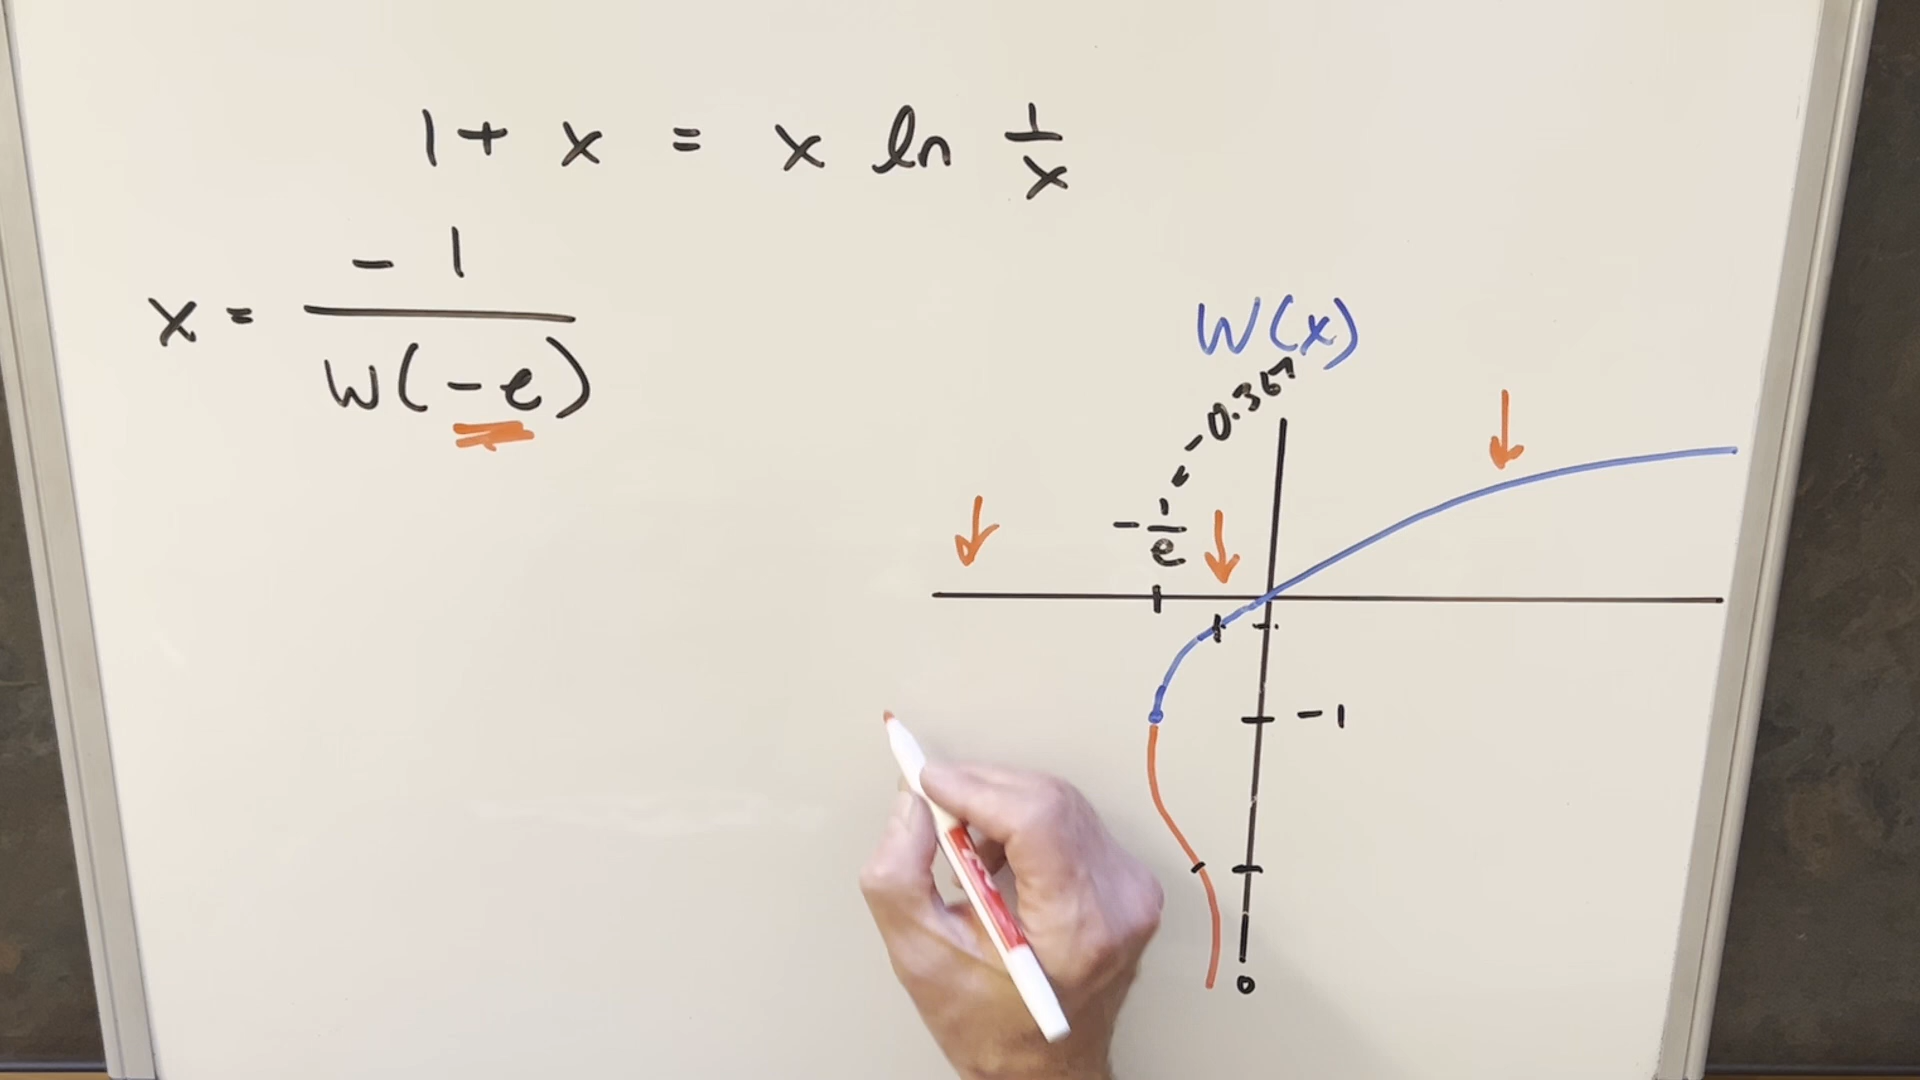 1 + x = x ln 1/x
x = -1/W(-e)
W(x)
-0.367
-1/e
-1
0